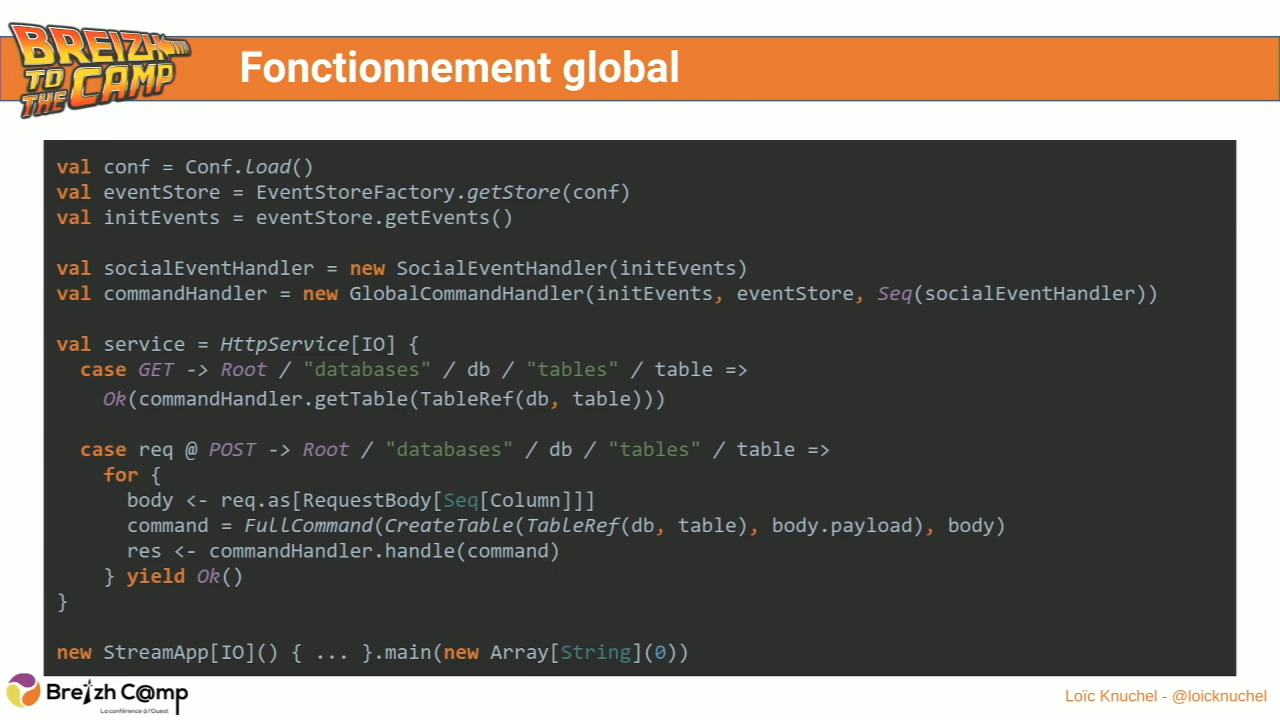 BREIZH
TO
THE CAMP
Fonctionnement global
val conf = Conf.load()
val eventStore = EventStoreFactory.getStore(conf)
val initEvents = eventStore.getEvents()
val socialEventHandler = new SocialEventHandler(initEvents)
val commandHandler = new GlobalCommandHandler(initEvents, eventStore, Seq(socialEventHandler))
val service = HttpService[IO] {
case GET -> Root / "databases" / db / "tables" / table =>
Ok(commandHandler.getTable(TableRef(db, table)))
case req @ POST -> Root / "databases" / db / "tables" / table =>
for {
body <- req.as[RequestBody[Seq[Column]]]
command = FullCommand(CreateTable(TableRef(db, table), body.payload), body)
res <- commandHandler.handle(command)
} yield Ok()
}
new StreamApp[IO]() { ... }.main(new Array[String](0))
Breizh C@mp
La conférence à l'Ouest
Loïc Knuchel - @loicknuchel